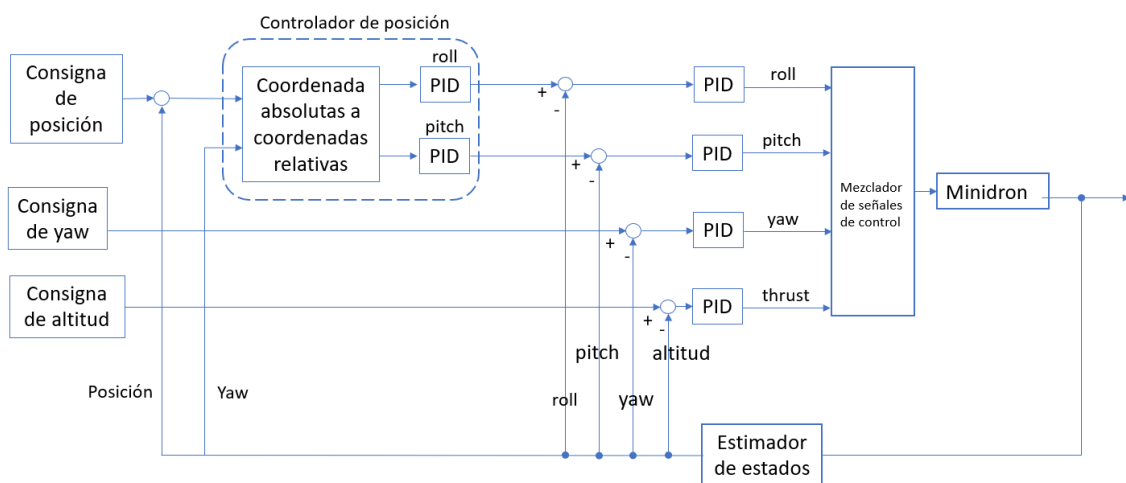 Controlador de posición
Consigna
de
posición
Coordenada
absolutas a
coordenadas
relativas
roll
PID
pitch
PID
+
-
PID
roll
+
-
PID
pitch
Consigna
de yaw
+
-
PID
yaw
Consigna
de altitud
+
-
PID
thrust
Mezclador
de señales
de control
Minidron
pitch
altitud
Posición
Yaw
roll
yaw
Estimador
de estados